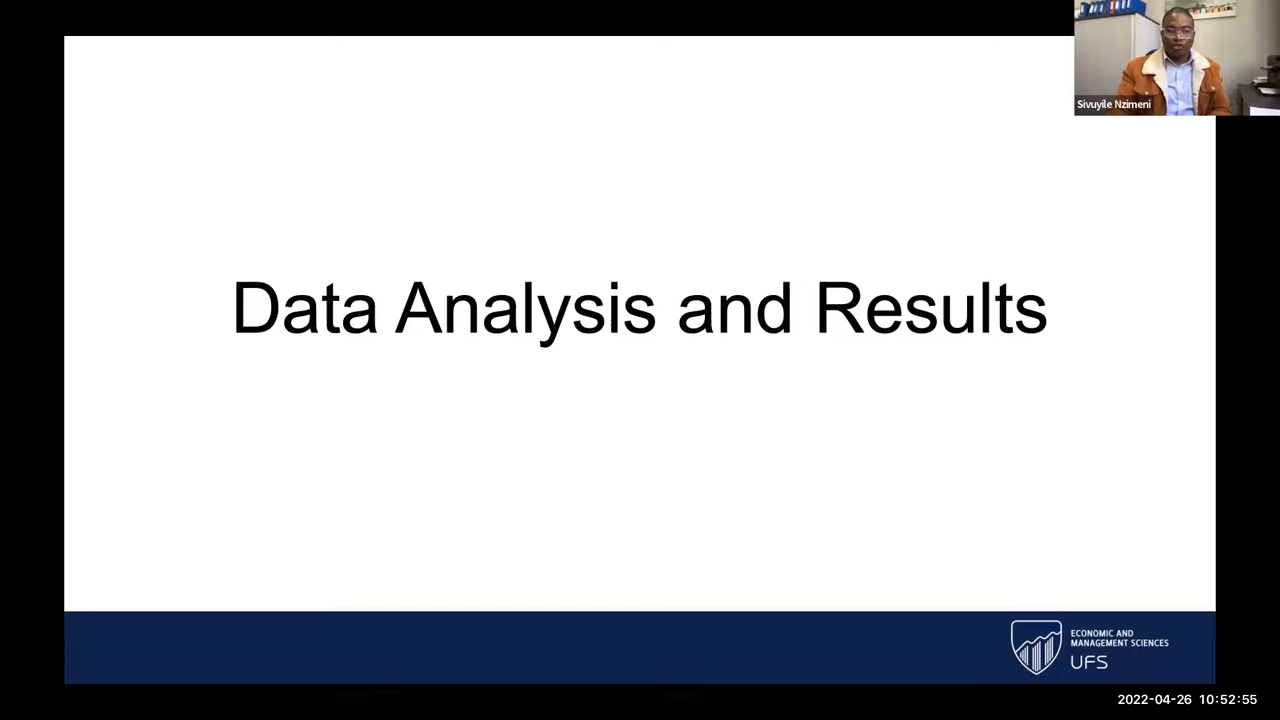 Sivuyile Nzimeni
Data Analysis and Results
ECONOMIC AND
MANAGEMENT SCIENCES
UFS
2022-04-26 10:52:55